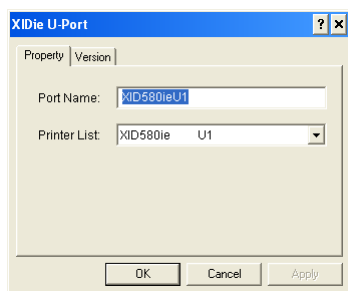 XIDie U-Port ? ×
Property Version
Port Name: XID580ieU1
Printer List: XID580ie U1
OK Cancel Apply